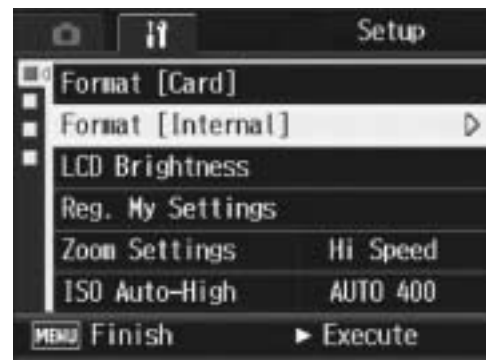 Setup
Format [Card]
Format [Internal]
LCD Brightness
Reg. My Settings
Zoom Settings Hi Speed
ISO Auto-High AUTO 400
MENU Finish ► Execute